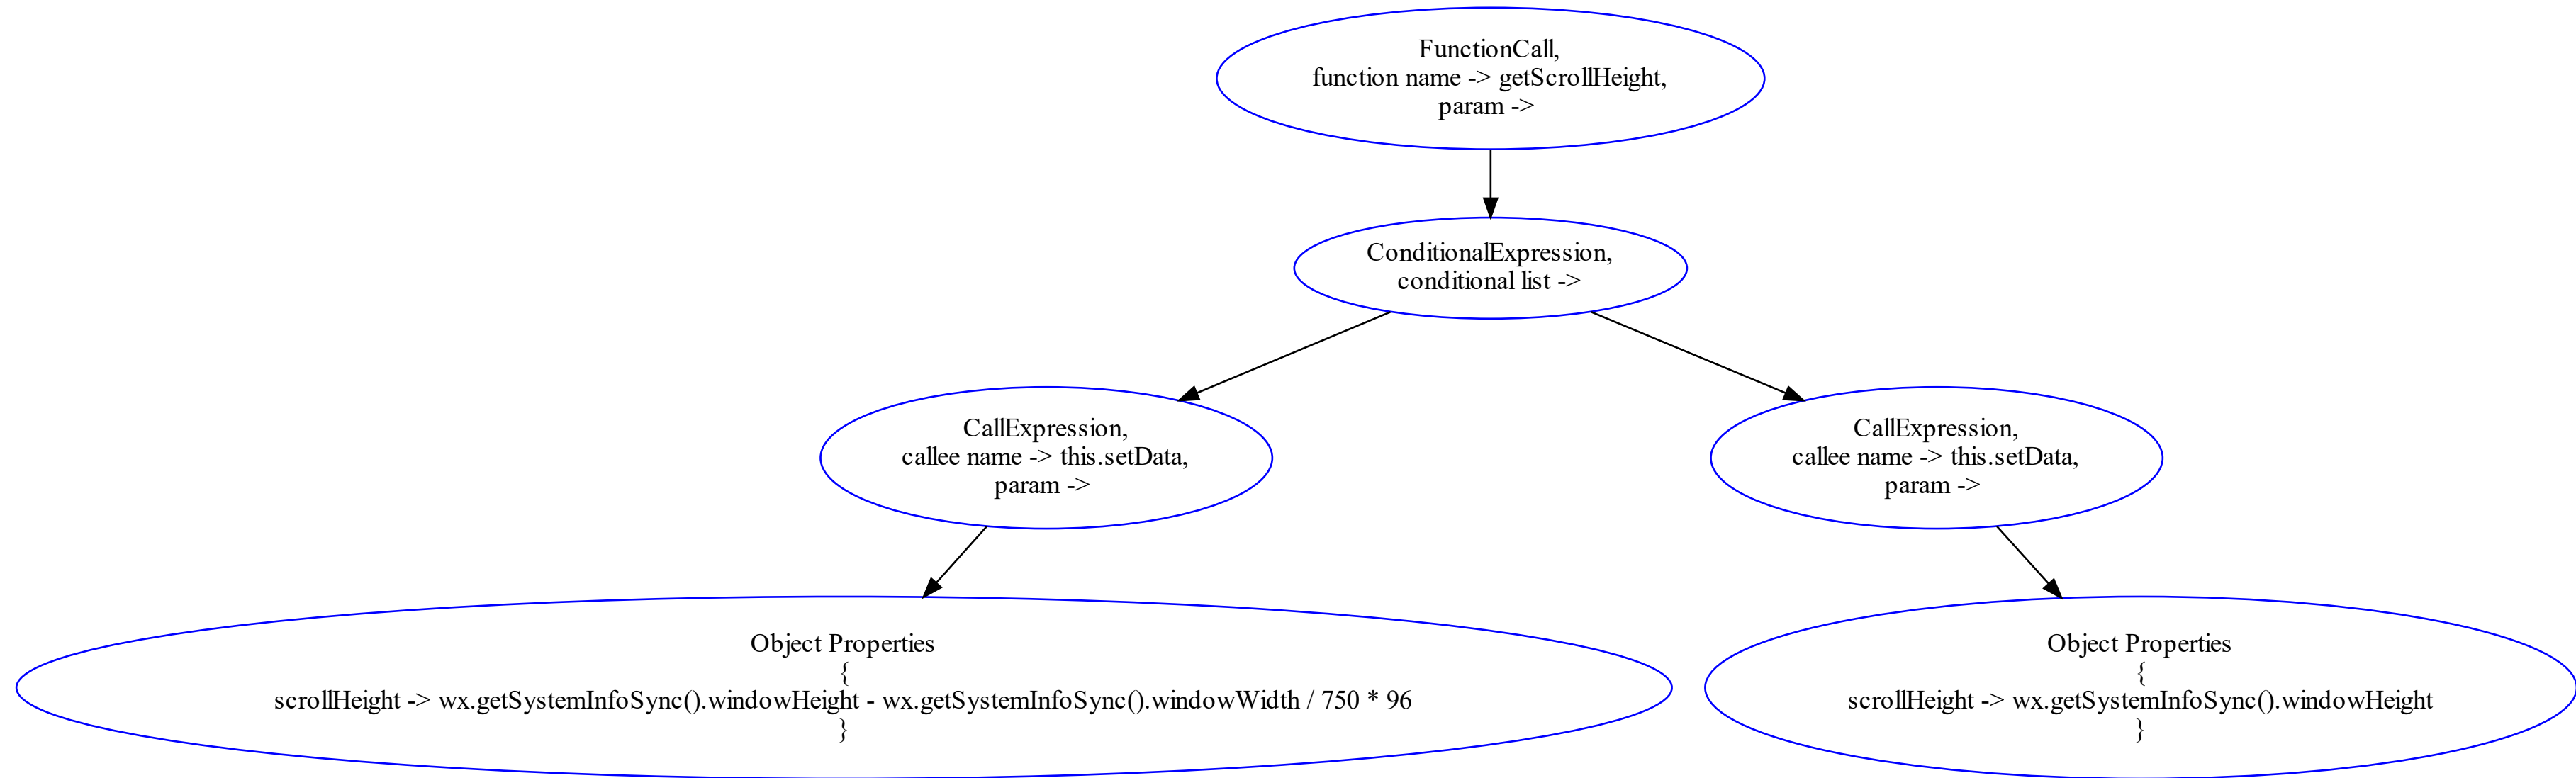 FunctionCall,
function name -> getScrollHeight,
param ->
ConditionalExpression,
conditional list ->
CallExpression,
callee name -> this.setData,
param ->
CallExpression,
callee name -> this.setData,
param ->
Object Properties
{
scrollHeight -> wx.getSystemInfoSync().windowHeight - wx.getSystemInfoSync().windowWidth / 750 * 96
}
Object Properties
{
scrollHeight -> wx.getSystemInfoSync().windowHeight
}